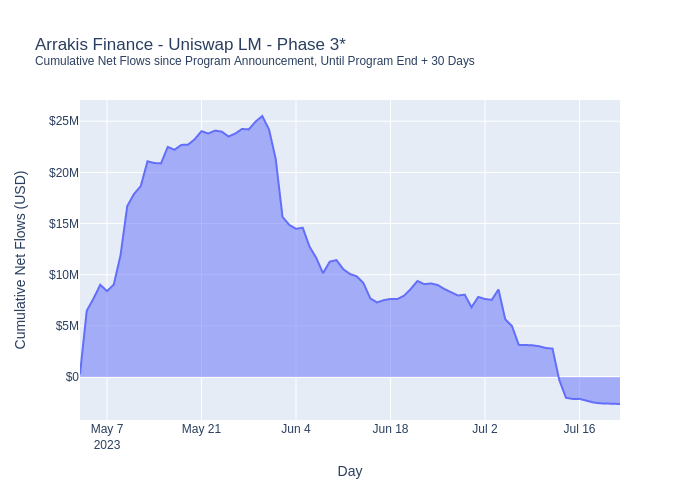 Arrakis Finance - Uniswap LM - Phase 3*
Cumulative Net Flows since Program Announcement, Until Program End + 30 Days
Cumulative Net Flows (USD)
$25M
$20M
$15M
$10M
$5M
$0
May 7
2023
May 21
Jun 4
Jun 18
Jul 2
Jul 16
Day